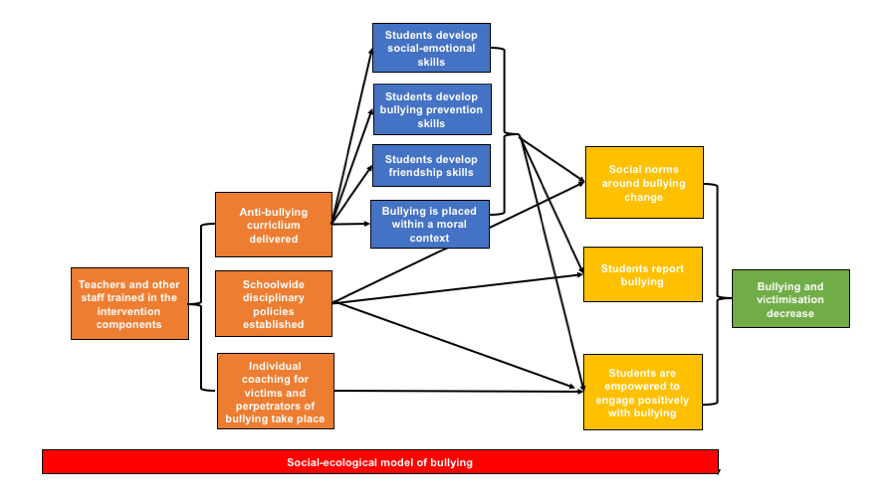 Students develop
social-emotional
skills
Students develop
bullying prevention
skills
Students develop
friendship skills
Bullying is placed
within a moral
context
Anti-bullying
curriclium
delivered
Schoolwide
disciplinary
policies
established
Individual
coaching for
victims and
perpetrators of
bullying take place
Teachers and other
staff trained in the
intervention
components
Social norms
around bullying
change
Students report
bullying
Students are
empowered to
engage positively
with bullying
Bullying and
victimisation
decrease
Social-ecological model of bullying